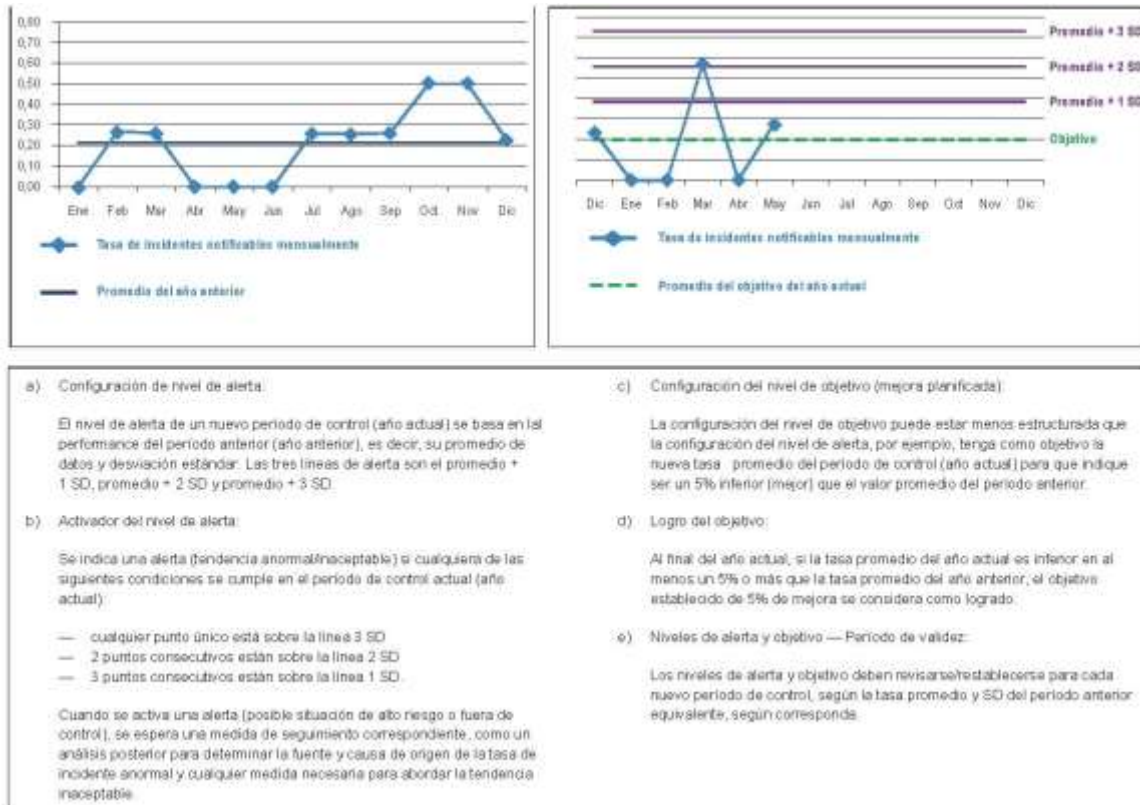 0,80
0,70
0,60
0,50
0,40
0,30
0,20
0,10
0,00
Ene Feb Mar Abr May Jun Jul Ago Sep Oct Nov Dic
Tasa de incidentes notificables mensualmente
Promedio del año anterior
Promedio + 3 SD
Promedio + 2 SD
Promedio + 1 SD
Objetivo
Dic Ene Feb Mar Abr May Jun Jul Ago Sep Oct Nov Dic
Tasa de incidentes notificables mensualmente
Promedio del objetivo del año actual
a) Configuración de nivel de alerta:
El nivel de alerta de un nuevo período de control (año actual) se basa en lal
performance del período anterior (año anterior), es decir, su promedio de
datos y desviación estándar. Las tres líneas de alerta son el promedio +
1 SD, promedio + 2 SD y promedio + 3 SD.
b) Activador del nivel de alerta:
Se indica una alerta (tendencia anormal/inaceptable) si cualquiera de las
siguientes condiciones se cumple en el período de control actual (año
actual):
— cualquier punto único está sobre la línea 3 SD
— 2 puntos consecutivos están sobre la línea 2 SD
— 3 puntos consecutivos están sobre la línea 1 SD.
Cuando se activa una alerta (posible situación de alto riesgo o fuera de
control), se espera una medida de seguimiento correspondiente, como un
análisis posterior para determinar la fuente y causa de origen de la tasa de
incidente anormal y cualquier medida necesaria para abordar la tendencia
inaceptable.
c) Configuración del nivel de objetivo (mejora planificada):
La configuración del nivel de objetivo puede estar menos estructurada que
la configuración del nivel de alerta, por ejemplo, tenga como objetivo la
nueva tasa promedio del período de control (año actual) para que indique
ser un 5% inferior (mejor) que el valor promedio del período anterior.
d) Logro del objetivo:
Al final del año actual, si la tasa promedio del año actual es inferior en al
menos un 5% o más que la tasa promedio del año anterior, el objetivo
establecido de 5% de mejora se considera como logrado.
e) Niveles de alerta y objetivo — Período de validez:
Los niveles de alerta y objetivo deben revisarse/restablecerse para cada
nuevo período de control, según la tasa promedio y SD del período anterior
equivalente, según corresponda.